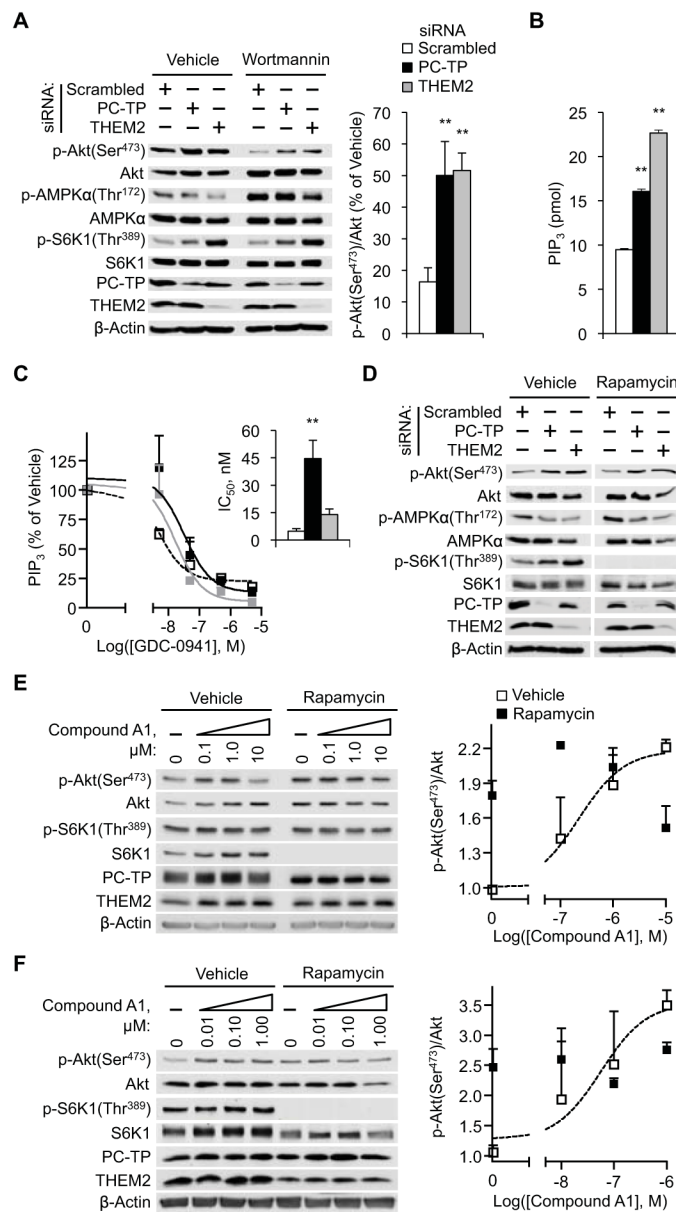 A
Vehicle Wortmannin
siRNA:
Scrambled + − − + − −
PC-TP − + − − + −
THEM2 − − + − − +
p-Akt(Ser⁴⁷³)
Akt
p-AMPKα(Thr¹⁷²)
AMPKα
p-S6K1(Thr³⁸⁹)
S6K1
PC-TP
THEM2
β-Actin
siRNA
Scrambled
PC-TP
THEM2
p-Akt(Ser⁴⁷³)/Akt (% of Vehicle)
70
60
50
40
30
20
10
0
** **
B
PIP₃ (pmol)
25
20
15
10
5
0
**
**
C
PIP₃ (% of Vehicle)
125
100
75
50
25
0
0 -8 -7 -6 -5
Log([GDC-0941], M)
IC₅₀, nM
60
45
30
15
0
**
D
Vehicle Rapamycin
siRNA:
Scrambled + − − + − −
PC-TP − + − − + −
THEM2 − − + − − +
p-Akt(Ser⁴⁷³)
Akt
p-AMPKα(Thr¹⁷²)
AMPKα
p-S6K1(Thr³⁸⁹)
S6K1
PC-TP
THEM2
β-Actin
E
Vehicle Rapamycin
Compound A1, − −
μM: 0 0.1 1.0 10 0 0.1 1.0 10
p-Akt(Ser⁴⁷³)
Akt
p-S6K1(Thr³⁸⁹)
S6K1
PC-TP
THEM2
β-Actin
Vehicle
Rapamycin
p-Akt(Ser⁴⁷³)/Akt
2.2
1.9
1.6
1.3
1.0
0 -7 -6 -5
Log([Compound A1], M)
F
Vehicle Rapamycin
Compound A1, − −
μM: 0 0.01 0.10 1.00 0 0.01 0.10 1.00
p-Akt(Ser⁴⁷³)
Akt
p-S6K1(Thr³⁸⁹)
S6K1
PC-TP
THEM2
β-Actin
p-Akt(Ser⁴⁷³)/Akt
3.5
3.0
2.5
2.0
1.5
1.0
0 -8 -7 -6
Log([Compound A1], M)